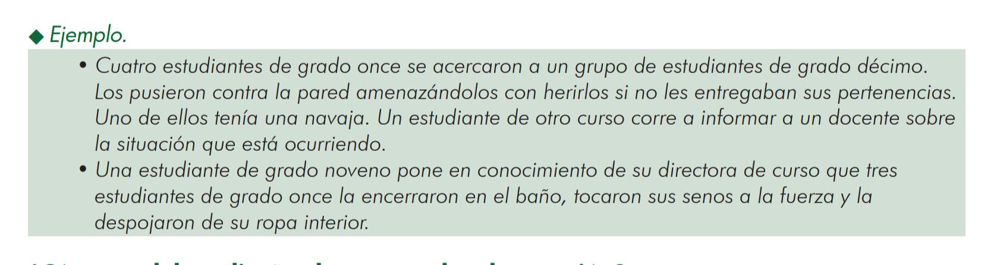 ◆ Ejemplo.
• Cuatro estudiantes de grado once se acercaron a un grupo de estudiantes de grado décimo.
Los pusieron contra la pared amenazándolos con herirlos si no les entregaban sus pertenencias.
Uno de ellos tenía una navaja. Un estudiante de otro curso corre a informar a un docente sobre
la situación que está ocurriendo.
• Una estudiante de grado noveno pone en conocimiento de su directora de curso que tres
estudiantes de grado once la encerraron en el baño, tocaron sus senos a la fuerza y la
despojaron de su ropa interior.